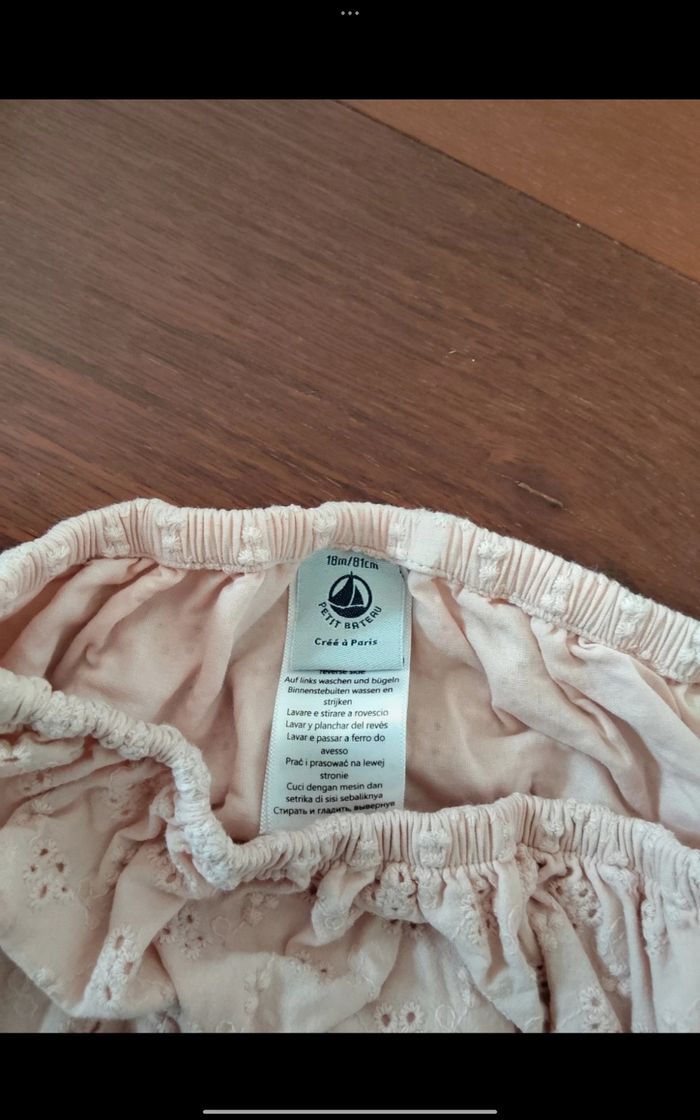 18m/81cm
PETIT BATEAU
Créé à Paris
reverse side
Auf links waschen und bügeln
Binnenstebuiten wassen en
strijken
Lavare e stirare a rovescio
Lavar y planchar del revés
Lavar e passar a ferro do
avesso
Prać i prasować na lewej
stronie
Cuci dengan mesin dan
setrika di sisi sebaliknya
Стирать и гладить, вывернув